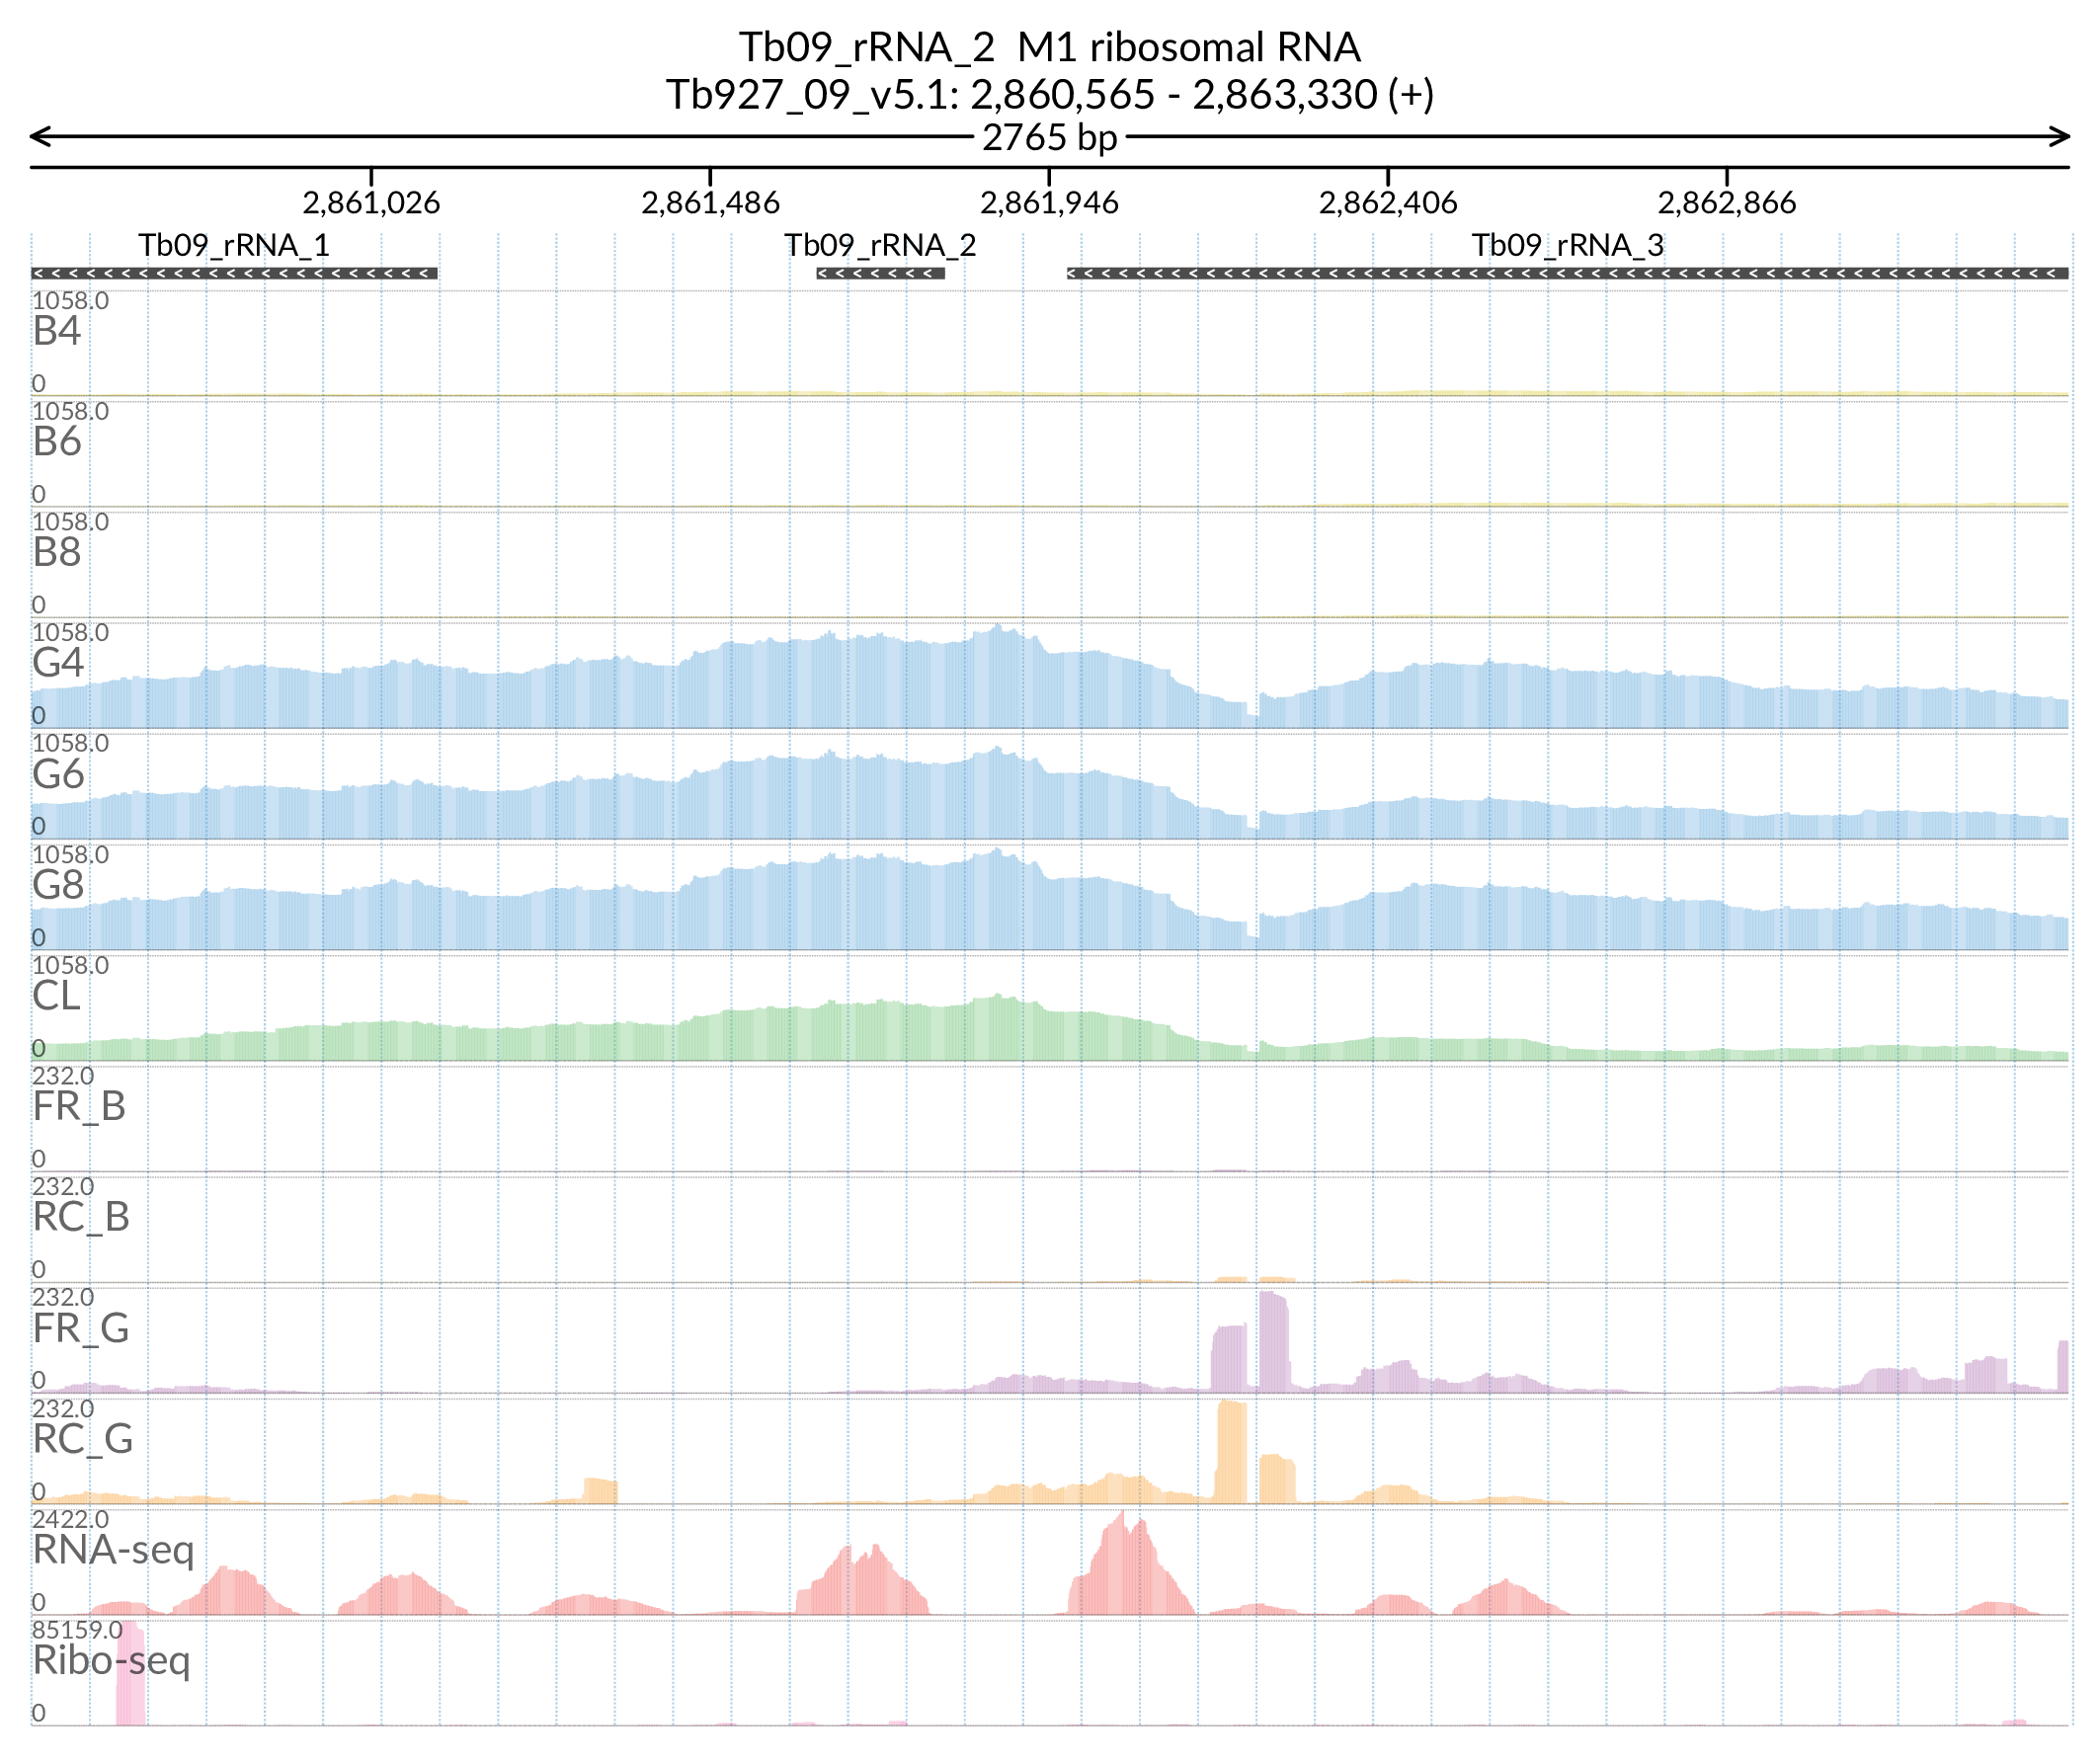 Tb09_rRNA_2 M1 ribosomal RNA
Tb927_09_v5.1: 2,860,565 - 2,863,330 (+)
2765 bp
2,861,026 2,861,486 2,861,946 2,862,406 2,862,866
Tb09_rRNA_1 Tb09_rRNA_2 Tb09_rRNA_3
1058.0
B4
0
1058.0
B6
0
1058.0
B8
0
1058.0
G4
0
1058.0
G6
0
1058.0
G8
0
1058.0
CL
0
232.0
FR_B
0
232.0
RC_B
0
232.0
FR_G
0
232.0
RC_G
0
2422.0
RNA-seq
0
85159.0
Ribo-seq
0